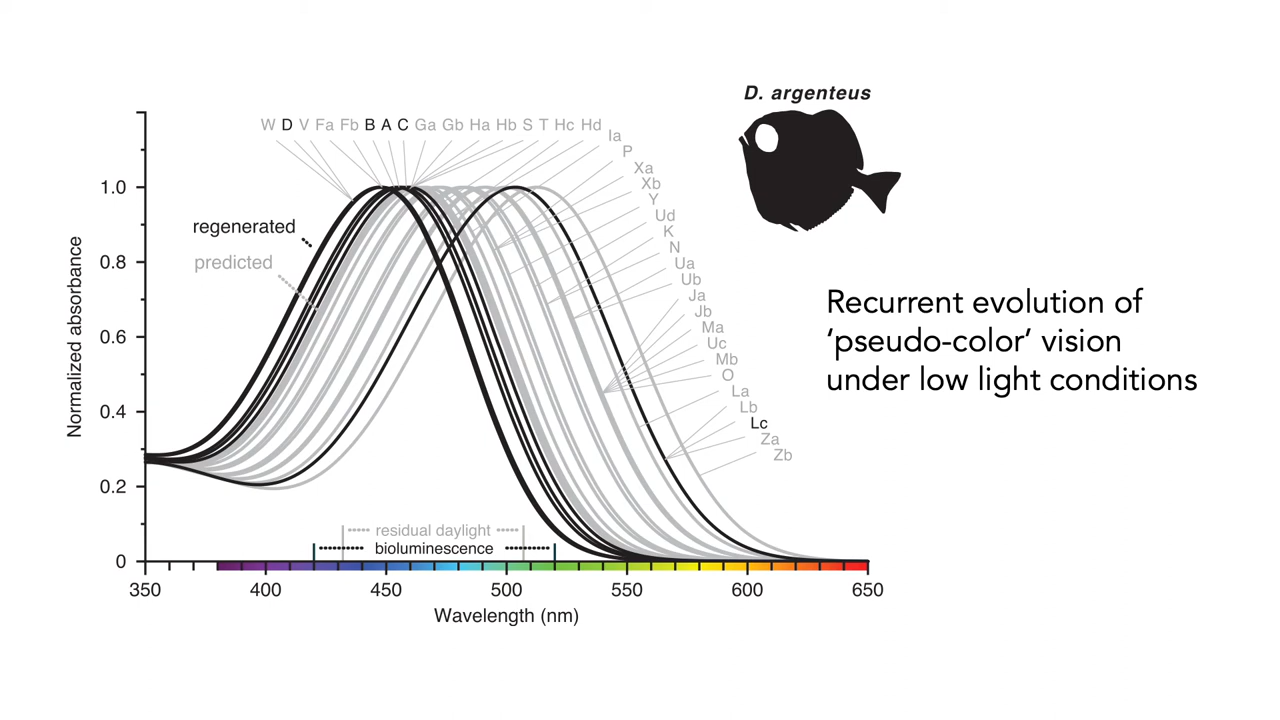 D. argenteus
W D V Fa Fb B A C Ga Gb Ha Hb S T Hc Hd
Ia
P
Xa
Xb
Y
Ud
K
N
Ua
Ub
Ja
Jb
Ma
Uc
Mb
O
La
Lb
Lc
Za
Zb
regenerated
predicted
Normalized absorbance
1.0
0.8
0.6
0.4
0.2
0
residual daylight
bioluminescence
350 400 450 500 550 600 650
Wavelength (nm)
Recurrent evolution of
‘pseudo-color’ vision
under low light conditions